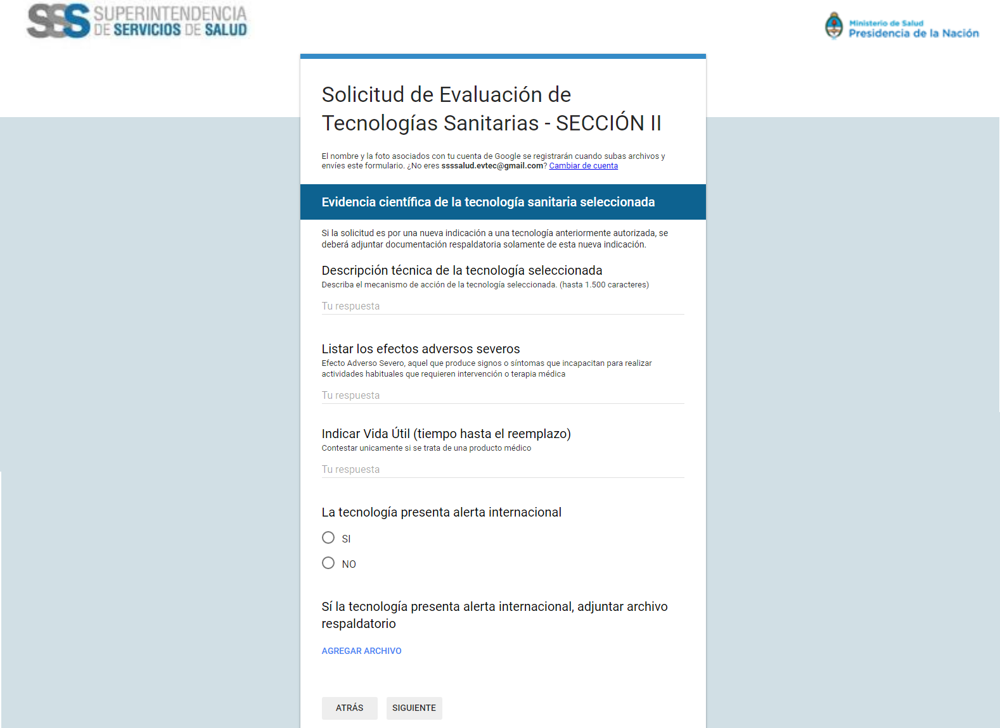 SSS SUPERINTENDENCIA
DE SERVICIOS DE SALUD
Ministerio de Salud
Presidencia de la Nación
Solicitud de Evaluación de
Tecnologías Sanitarias - SECCIÓN II
El nombre y la foto asociados con tu cuenta de Google se registrarán cuando subas archivos y
envíes este formulario. ¿No eres ssssalud.evtec@gmail.com? Cambiar de cuenta
Evidencia científica de la tecnología sanitaria seleccionada
Si la solicitud es por una nueva indicación a una tecnología anteriormente autorizada, se
deberá adjuntar documentación respaldatoria solamente de esta nueva indicación.
Descripción técnica de la tecnología seleccionada
Describa el mecanismo de acción de la tecnología seleccionada. (hasta 1.500 caracteres)
Tu respuesta
Listar los efectos adversos severos
Efecto Adverso Severo, aquel que produce signos o síntomas que incapacitan para realizar
actividades habituales que requieren intervención o terapia médica
Tu respuesta
Indicar Vida Útil (tiempo hasta el reemplazo)
Contestar unicamente si se trata de una producto médico
Tu respuesta
La tecnología presenta alerta internacional
SI
NO
Sí la tecnología presenta alerta internacional, adjuntar archivo
respaldatorio
AGREGAR ARCHIVO
ATRÁS SIGUIENTE